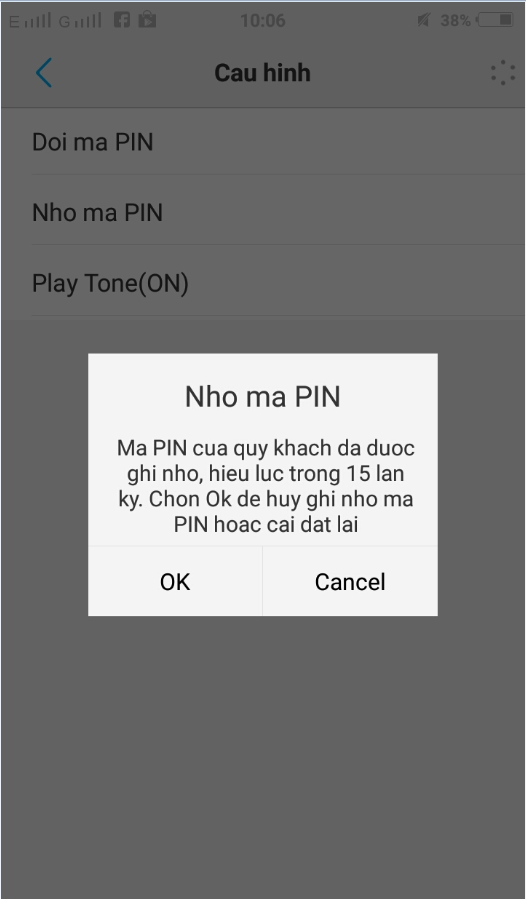 E G 10:06 38%
Cau hinh
Doi ma PIN
Nho ma PIN
Play Tone(ON)
Nho ma PIN
Ma PIN cua quy khach da duoc
ghi nho, hieu luc trong 15 lan
ky. Chon Ok de huy ghi nho ma
PIN hoac cai dat lai
OK Cancel